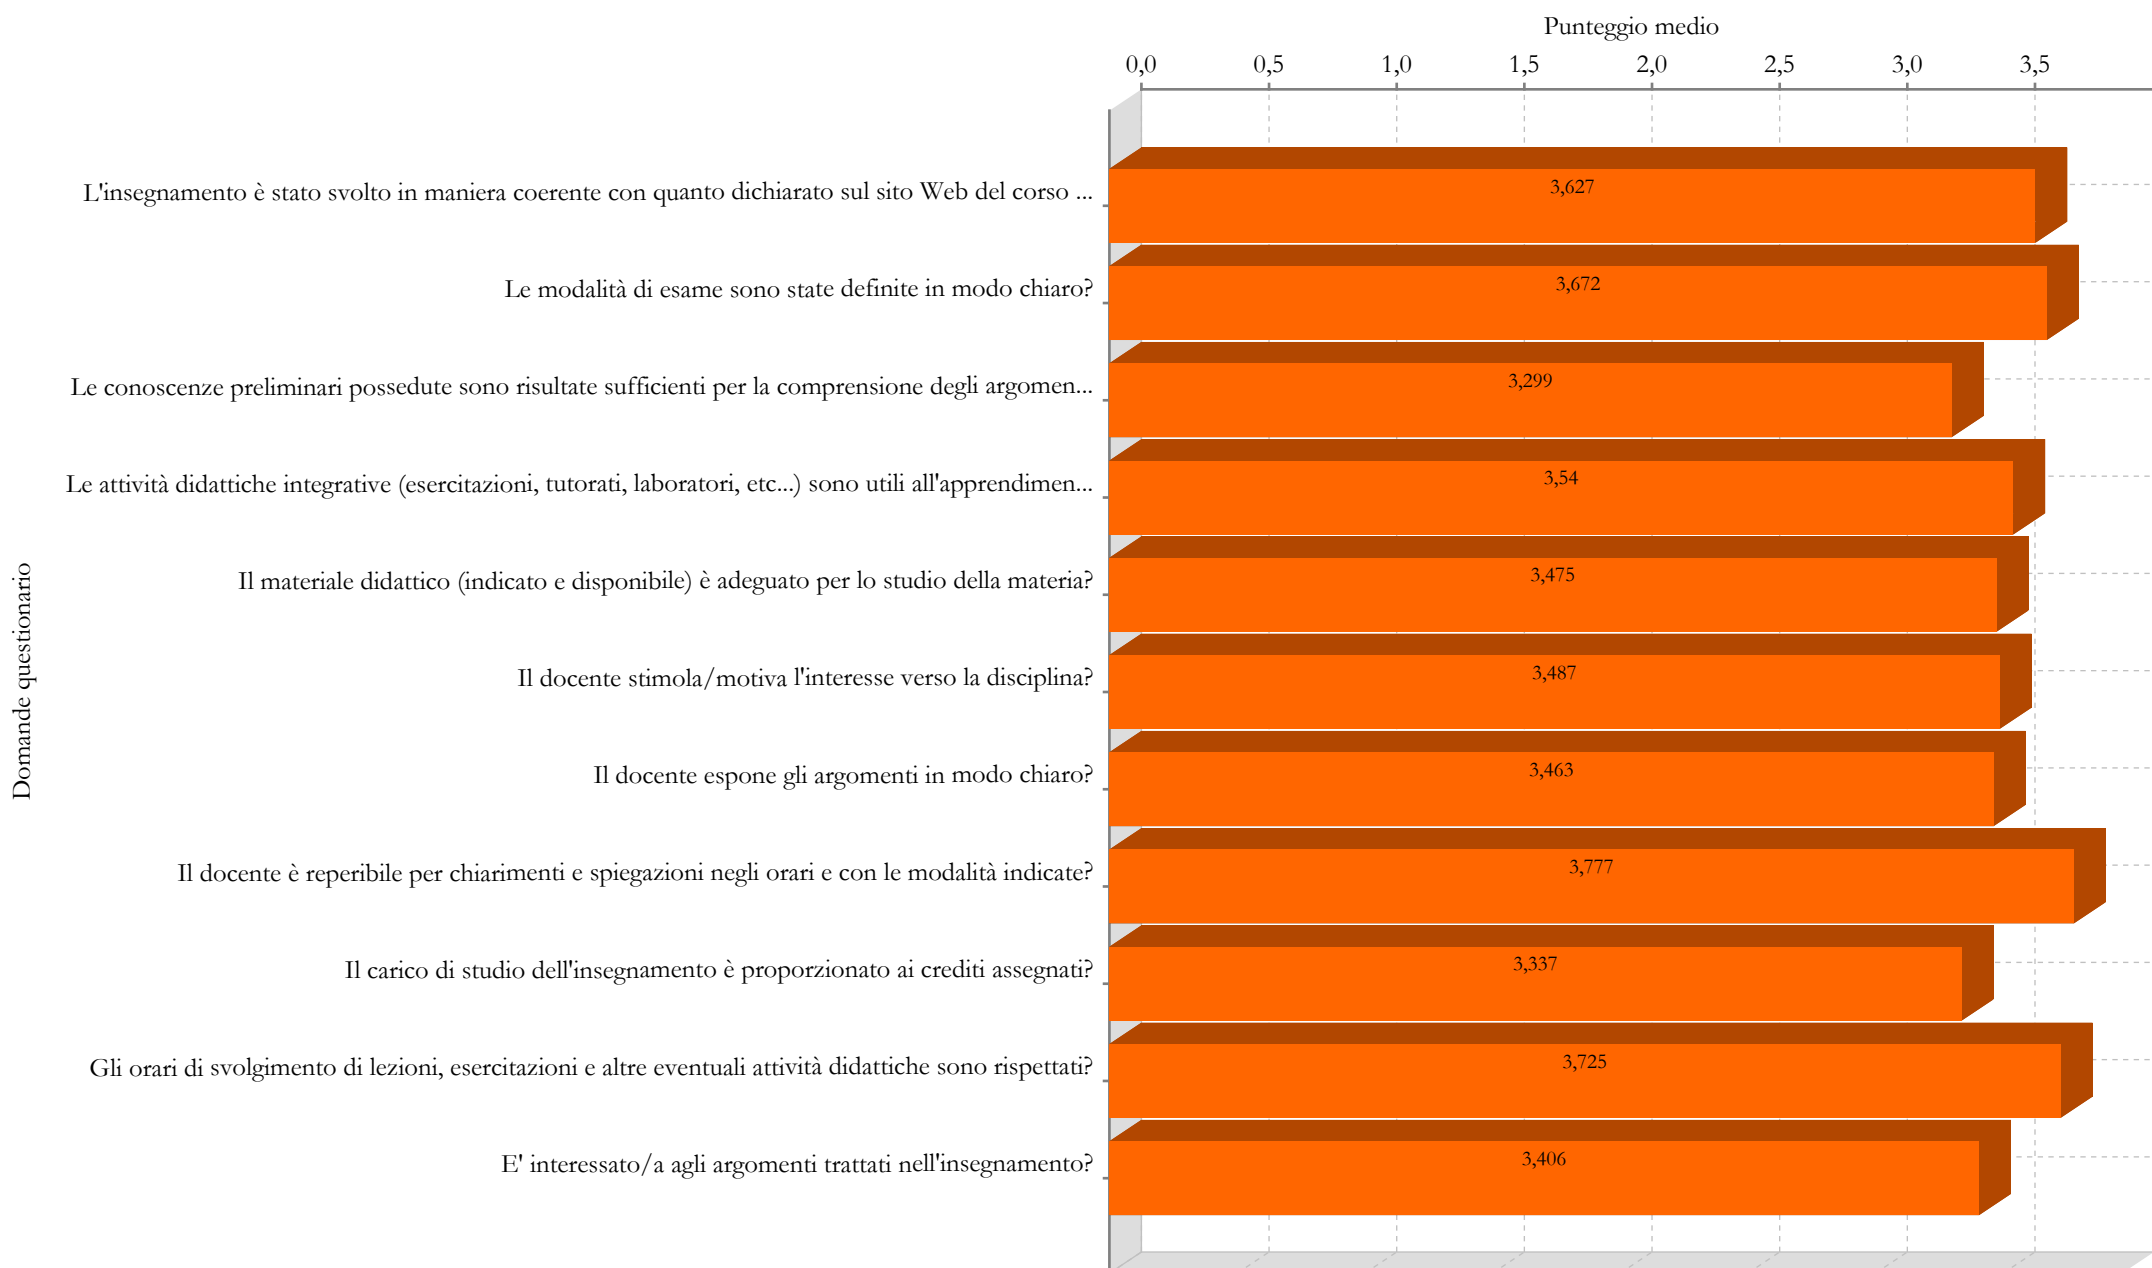 Punteggio medio
0,0 0,5 1,0 1,5 2,0 2,5 3,0 3,5
Domande questionario
L'insegnamento è stato svolto in maniera coerente con quanto dichiarato sul sito Web del corso ...
3,627
Le modalità di esame sono state definite in modo chiaro?
3,672
Le conoscenze preliminari possedute sono risultate sufficienti per la comprensione degli argomen...
3,299
Le attività didattiche integrative (esercitazioni, tutorati, laboratori, etc...) sono utili all'apprendimen...
3,54
Il materiale didattico (indicato e disponibile) è adeguato per lo studio della materia?
3,475
Il docente stimola/motiva l'interesse verso la disciplina?
3,487
Il docente espone gli argomenti in modo chiaro?
3,463
Il docente è reperibile per chiarimenti e spiegazioni negli orari e con le modalità indicate?
3,777
Il carico di studio dell'insegnamento è proporzionato ai crediti assegnati?
3,337
Gli orari di svolgimento di lezioni, esercitazioni e altre eventuali attività didattiche sono rispettati?
3,725
E' interessato/a agli argomenti trattati nell'insegnamento?
3,406